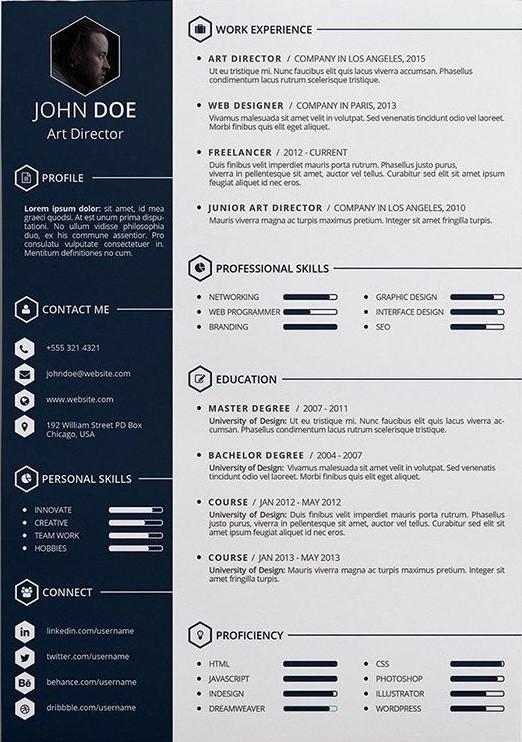 JOHN DOE
Art Director
PROFILE
Lorem ipsum dolor: sit amet, id mea
graeci quodsi. At est unum prima dispu-
tationi. No ullum vidisse philosophia
duo, ex his commune assentior. Pro
consulatu vulputate consectetuer in.
Mentitum definitiones no cum.
CONTACT ME
+555 321 4321
johndoe@website.com
www.website.com
192 William Street PD Box
Chicago, USA
PERSONAL SKILLS
INNOVATE
CREATIVE
TEAM WORK
HOBBIES
CONNECT
in linkedin.com/username
twitter.com/username
Bē behance.com/username
dribbble.com/username
WORK EXPERIENCE
ART DIRECTOR / COMPANY IN LOS ANGELES, 2015
Ut eu tristique mi. Nunc faucibus elit quis lacus viverra accumsan. Phasellus
condimentum lacus rutrum scelerisque tristique.
WEB DESIGNER / COMPANY IN PARIS, 2013
Vivamus malesuada sit amet velit in volutpat. Sed venenatis tincidunt odio vel laoreet.
Morbi finibus quis elit eget aliquet.
FREELANCER / 2012 - CURRENT
Duis finibus velit imperdiet mauris porta rutrum. Phasellus justo purus,
viverra in pellentesque sit amet, auctor vel tellus. Curabitur sed elit sit amet ipsum
feugiat aliquet id nec eros.
JUNIOR ART DIRECTOR / COMPANY IN LOS ANGELES, 2010
Mauris viverra magna ac turpis maximus pretium. Integer sit amet fringilla turpis.
PROFESSIONAL SKILLS
NETWORKING
WEB PROGRAMMER
BRANDING
GRAPHIC DESIGN
INTERFACE DESIGN
SEO
EDUCATION
MASTER DEGREE / 2007 - 2011
University of Design: Ut eu tristique mi. Nunc faucibus elit quis lacus viverra ac-
cumsan. Phasellus condimentum lacus rutrum scelerisque tristique.
BACHELOR DEGREE / 2004 - 2007
University of Design: Vivamus malesuada sit amet velit in volutpat. Sed venenatis
tincidunt odio vel laoreet. Morbi finibus quis elit eget aliquet.
COURSE / JAN 2012 - MAY 2012
University of Design: Duis finibus velit imperdiet mauris porta rutrum. Phasellus
justo purus, viverra in pellentesque sit amet, auctor vel tellus. Curabitur sed elit sit
amet ipsum feugiat aliquet id nec eros.
COURSE / JAN 2013 - MAY 2013
University of Design: Mauris viverra magna ac turpis maximus pretium. Integer sit
amet fringilla turpis.
PROFICIENCY
HTML
JAVASCRIPT
INDESIGN
DREAMWEAVER
CSS
PHOTOSHOP
ILLUSTRATOR
WORDPRESS